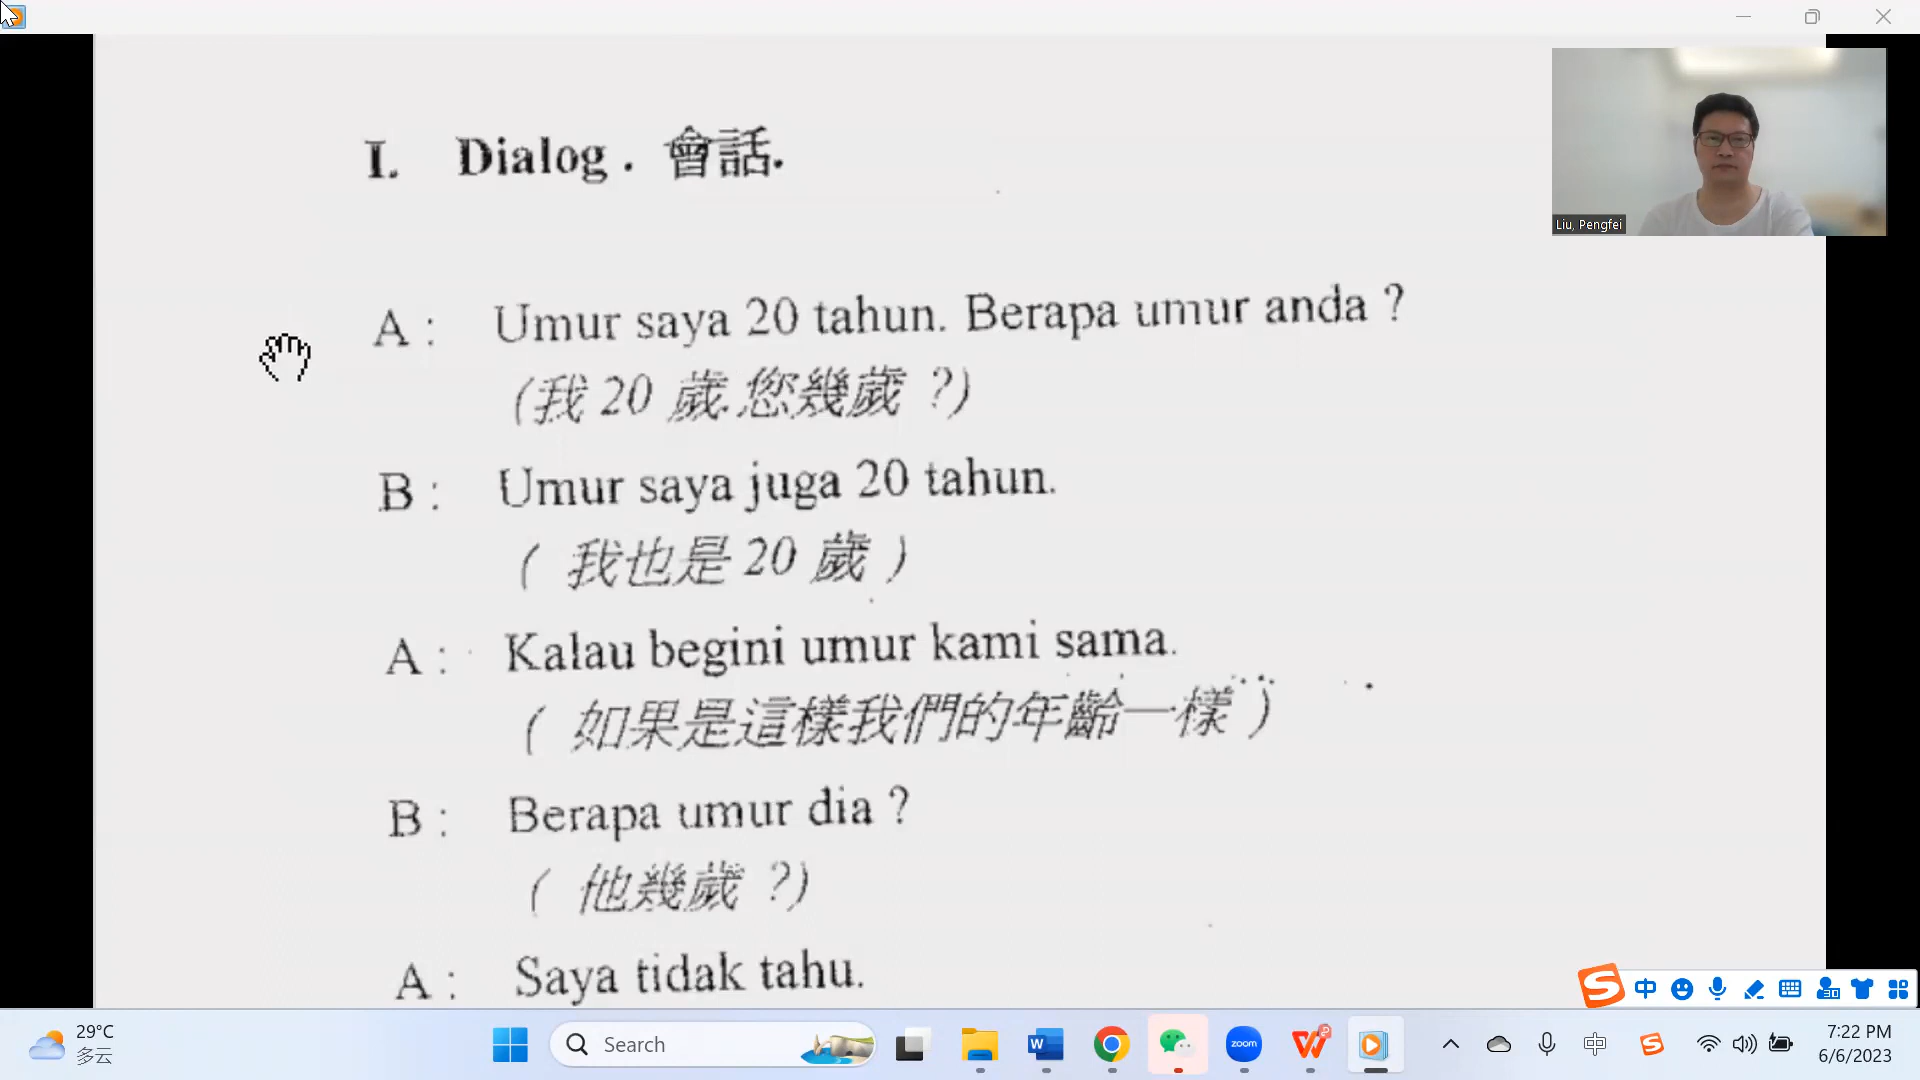 I. Dialog . 會話.
Liu, Pengfei
A : Umur saya 20 tahun. Berapa umur anda ?
(我 20 歲.您幾歲 ?)
B : Umur saya juga 20 tahun.
( 我也是 20 歲 )
A : Kalau begini umur kami sama.
( 如果是這樣我們的年齡一樣 )
B : Berapa umur dia ?
( 他幾歲 ?)
A : Saya tidak tahu.
中
29°C
多云
Search
zoom
中
7:22 PM
6/6/2023